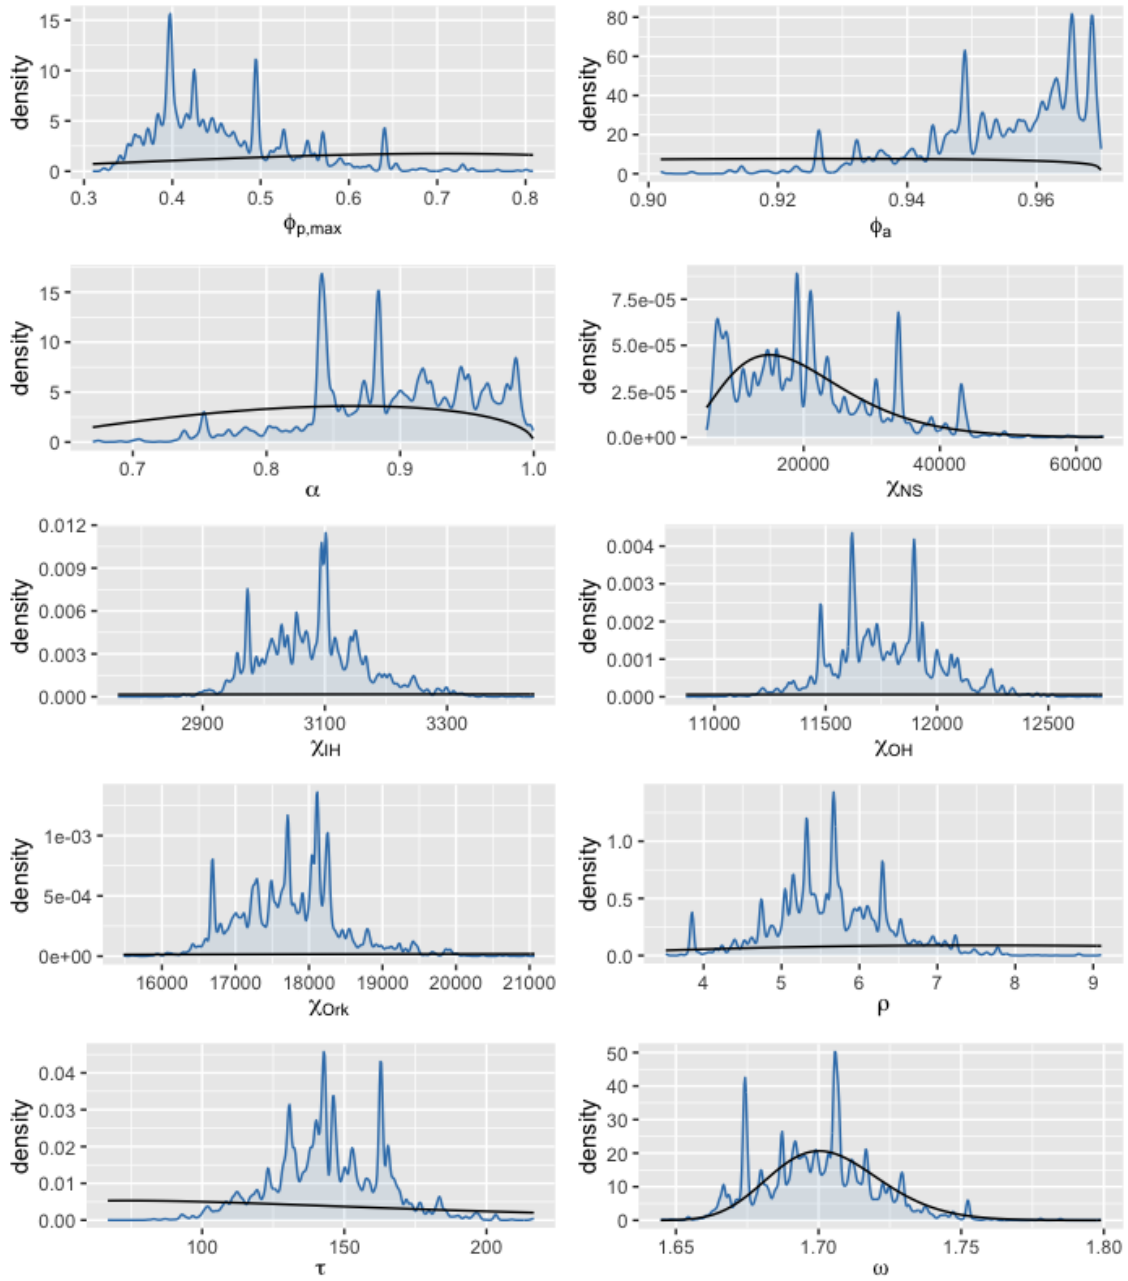 density
15
10
5
0
0.3 0.4 0.5 0.6 0.7 0.8
ϕp,max
density
80
60
40
20
0
0.90 0.92 0.94 0.96
ϕa
density
15
10
5
0
0.7 0.8 0.9 1.0
α
density
7.5e-05
5.0e-05
2.5e-05
0.0e+00
20000 40000 60000
χNS
density
0.012
0.009
0.006
0.003
0.000
2900 3100 3300
χIH
density
0.004
0.003
0.002
0.001
0.000
11000 11500 12000 12500
χOH
density
1e-03
5e-04
0e+00
16000 17000 18000 19000 20000 21000
χOrk
density
1.0
0.5
0.0
4 5 6 7 8 9
ρ
density
0.04
0.03
0.02
0.01
0.00
100 150 200
τ
density
50
40
30
20
10
0
1.65 1.70 1.75 1.80
ω